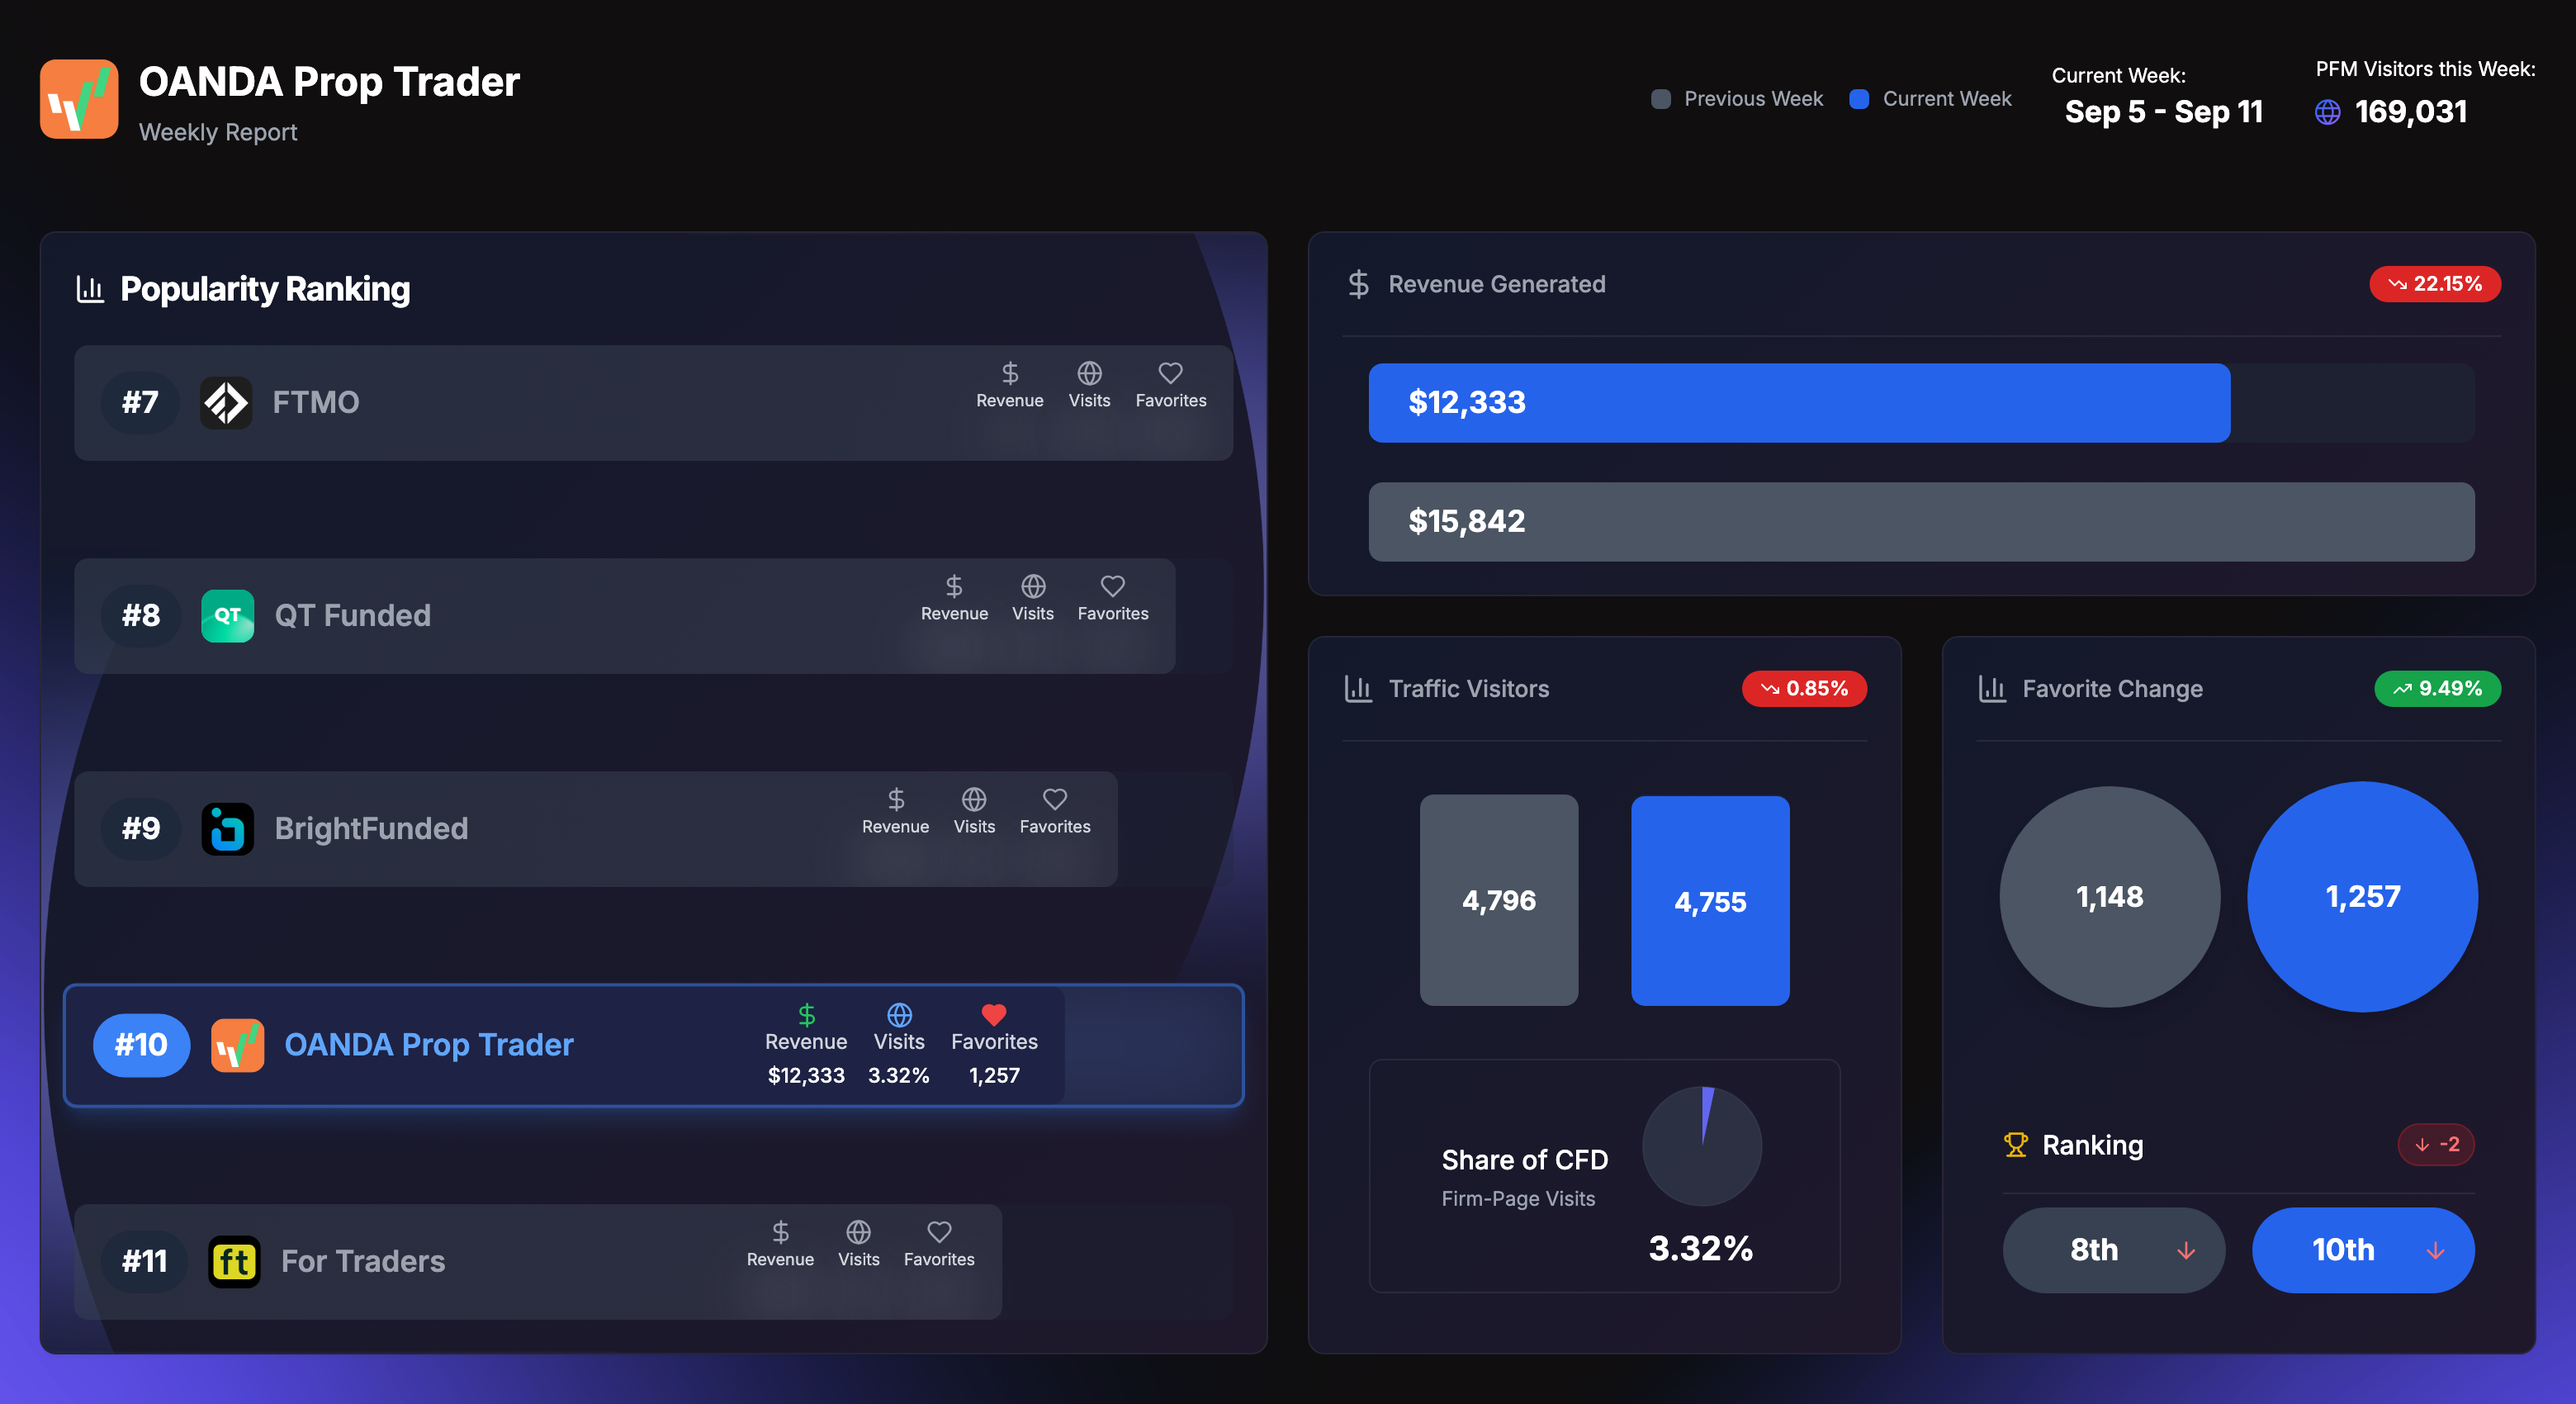 OANDA Prop Trader
Weekly Report
Previous Week
Current Week
Current Week:
Sep 5 - Sep 11
PFM Visitors this Week:
169,031
Popularity Ranking
#7
FTMO
Revenue
Visits
Favorites
#8
QT
QT Funded
Revenue
Visits
Favorites
#9
BrightFunded
Revenue
Visits
Favorites
#10
OANDA Prop Trader
Revenue
Visits
Favorites
$12,333
3.32%
1,257
#11
ft
For Traders
Revenue
Visits
Favorites
Revenue Generated
22.15%
$12,333
$15,842
Traffic Visitors
0.85%
4,796
4,755
Share of CFD
Firm-Page Visits
3.32%
Favorite Change
9.49%
1,148
1,257
Ranking
-2
8th
10th